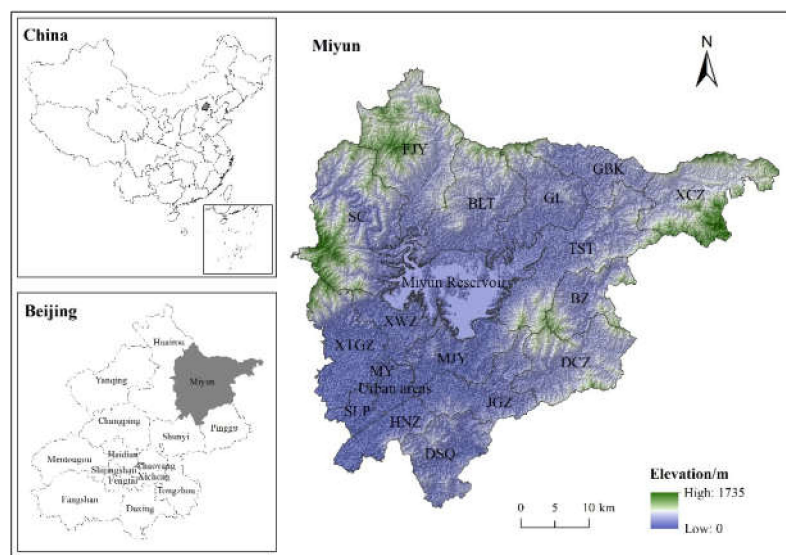 China
Beijing
Huairou
Yanqing
Miyun
Changping
Shunyi
Pinggu
Mentougou
Haidian
Shijingshan
Chaoyang
Xicheng
Fengtai
Fangshan
Tongzhou
Daxing
Miyun
N
FJY
GBK
XCZ
BLT
GL
SC
TST
Miyun Reservoir
BZ
XWZ
XTGZ
MJY
DCZ
MY
Urban areas
SLP
JGZ
HNZ
DSQ
Elevation/m
High: 1735
Low: 0
0 5 10 km